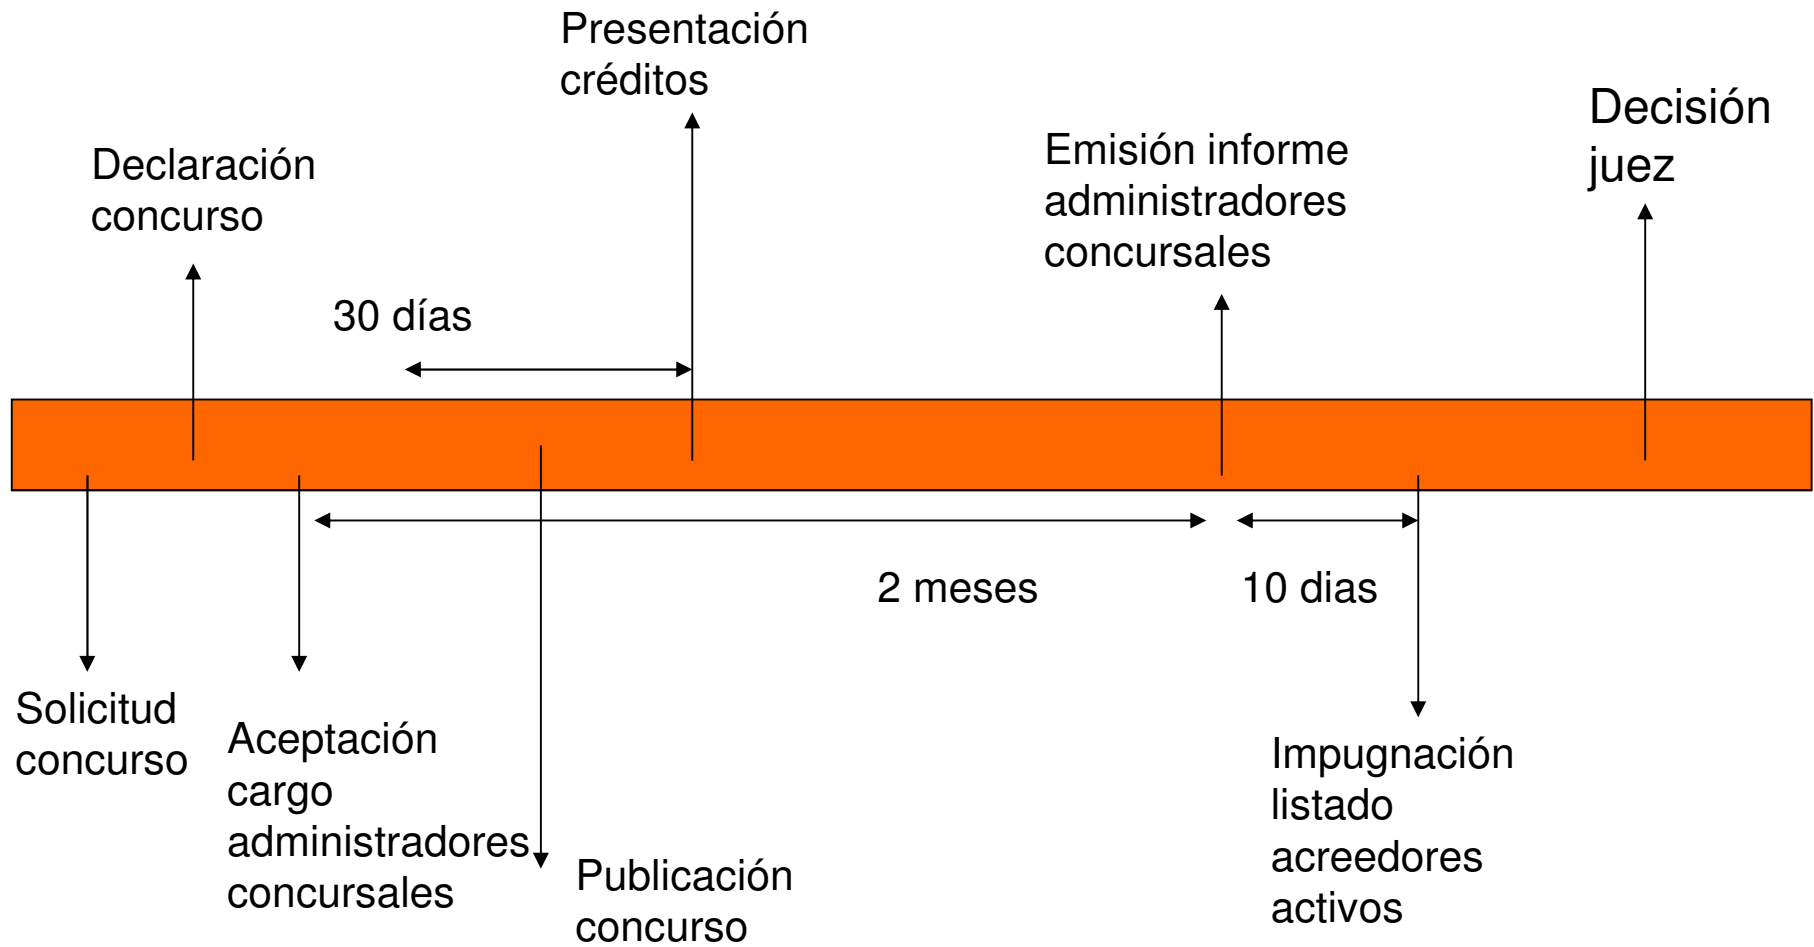 Presentación
créditos
Decisión
juez
Declaración
concurso
Emisión informe
administradores
concursales
30 días
2 meses
10 dias
Solicitud
concurso
Aceptación
cargo
administradores
concursales
Publicación
concurso
Impugnación
listado
acreedores
activos